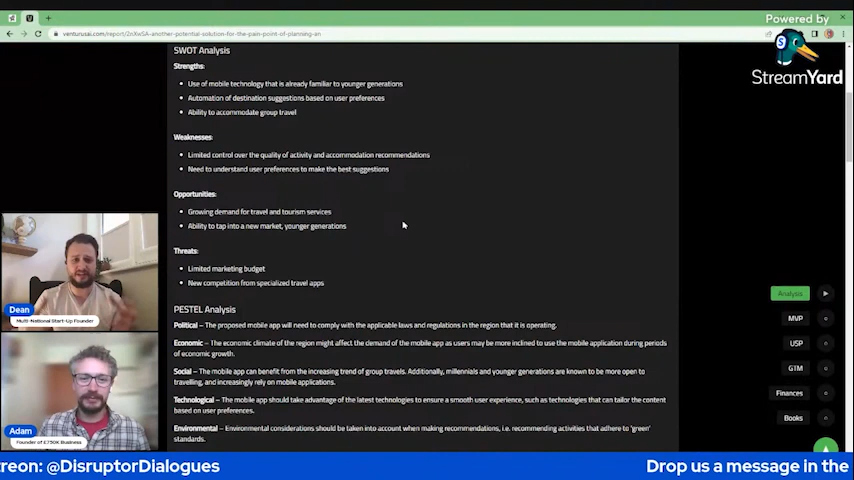 Powered by
StreamYard
venturusai.com/report/2nXwSA-another-potential-solution-for-the-pain-point-of-planning-an
SWOT Analysis
Strengths:
• Use of mobile technology that is already familiar to younger generations
• Automation of destination suggestions based on user preferences
• Ability to accommodate group travel
Weaknesses:
• Limited control over the quality of activity and accommodation recommendations
• Need to understand user preferences to make the best suggestions
Opportunities:
• Growing demand for travel and tourism services
• Ability to tap into a new market, younger generations
Threats:
• Limited marketing budget
• New competition from specialized travel apps
PESTEL Analysis
Political – The proposed mobile app will need to comply with the applicable laws and regulations in the region that it is operating.
Economic – The economic climate of the region might affect the demand of the mobile app as users may be more inclined to use the mobile application during periods
of economic growth.
Social – The mobile app can benefit from the increasing trend of group travels. Additionally, millennials and younger generations are known to be more open to
travelling, and increasingly rely on mobile applications.
Technological – The mobile app should take advantage of the latest technologies to ensure a smooth user experience, such as technologies that can tailor the content
based on user preferences.
Environmental – Environmental considerations should be taken into account when making recommendations, i.e. recommending activities that adhere to 'green'
standards.
Analysis
MVP
USP
GTM
Finances
Books
Dean
Multi-National Start-Up Founder
Adam
Founder of £750K Business
treon: @DisruptorDialogues
Drop us a message in the